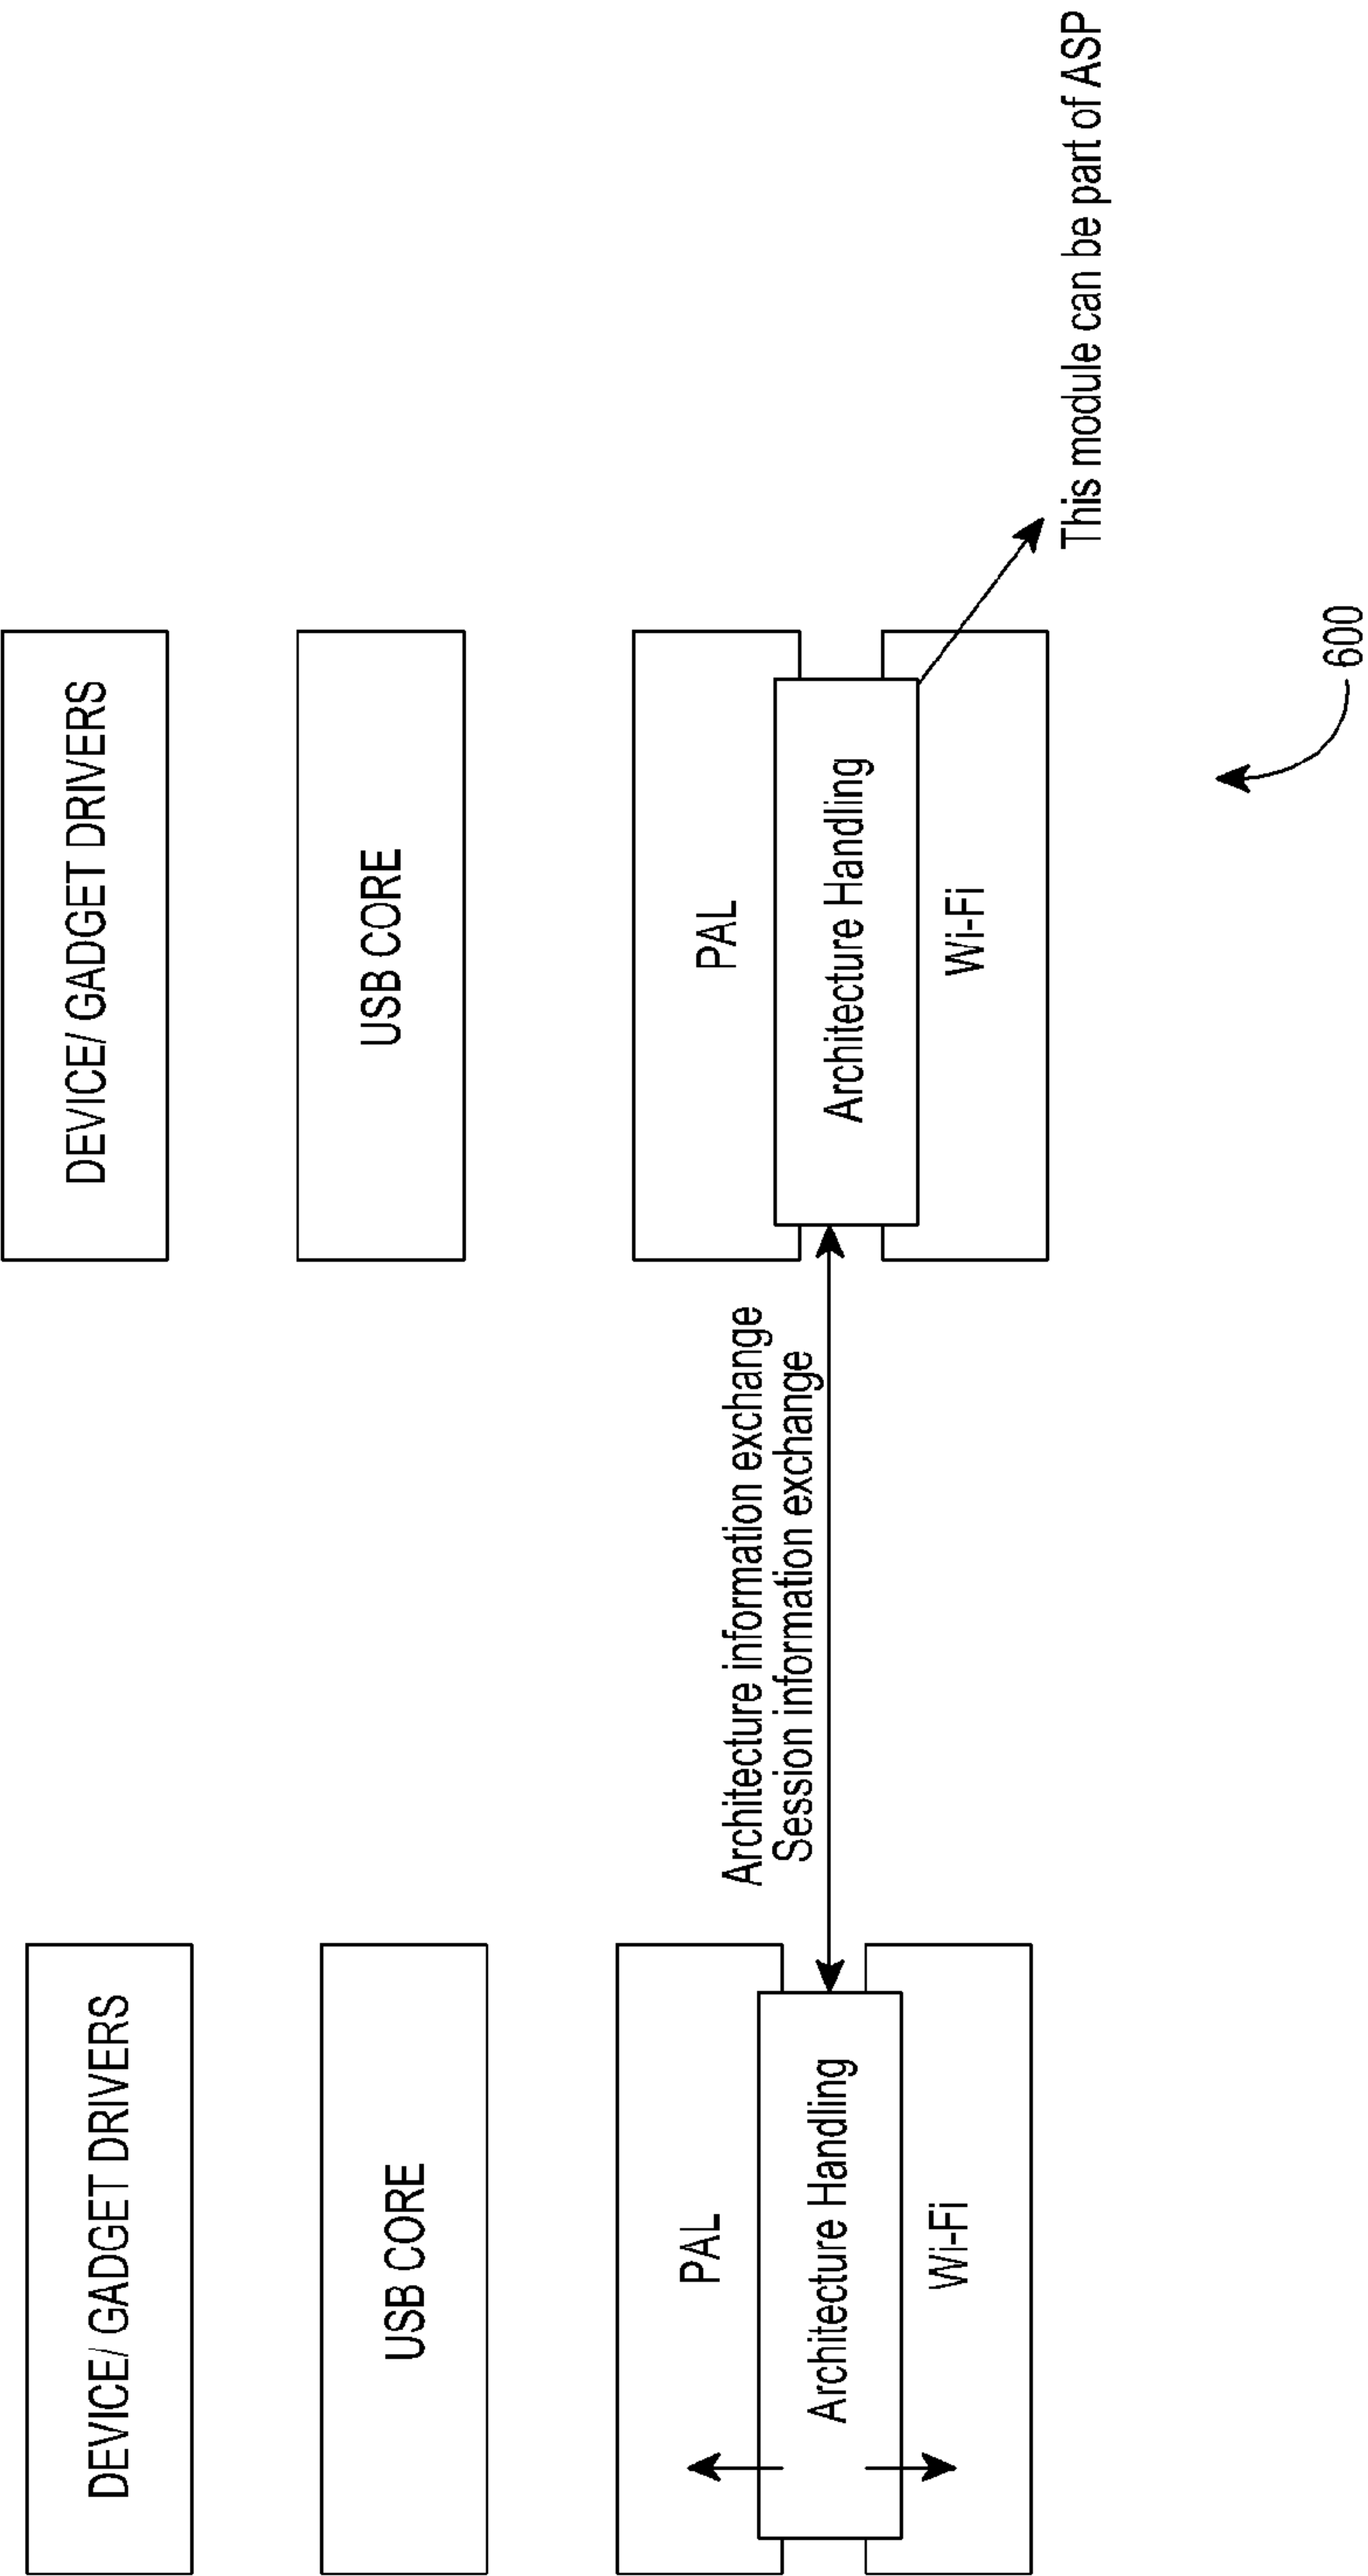 DEVICE/ GADGET DRIVERS
USB CORE
PAL
Architecture Handling
Wi-Fi
Architecture information exchange
Session information exchange
DEVICE/ GADGET DRIVERS
USB CORE
PAL
Architecture Handling
Wi-Fi
This module can be part of ASP
600